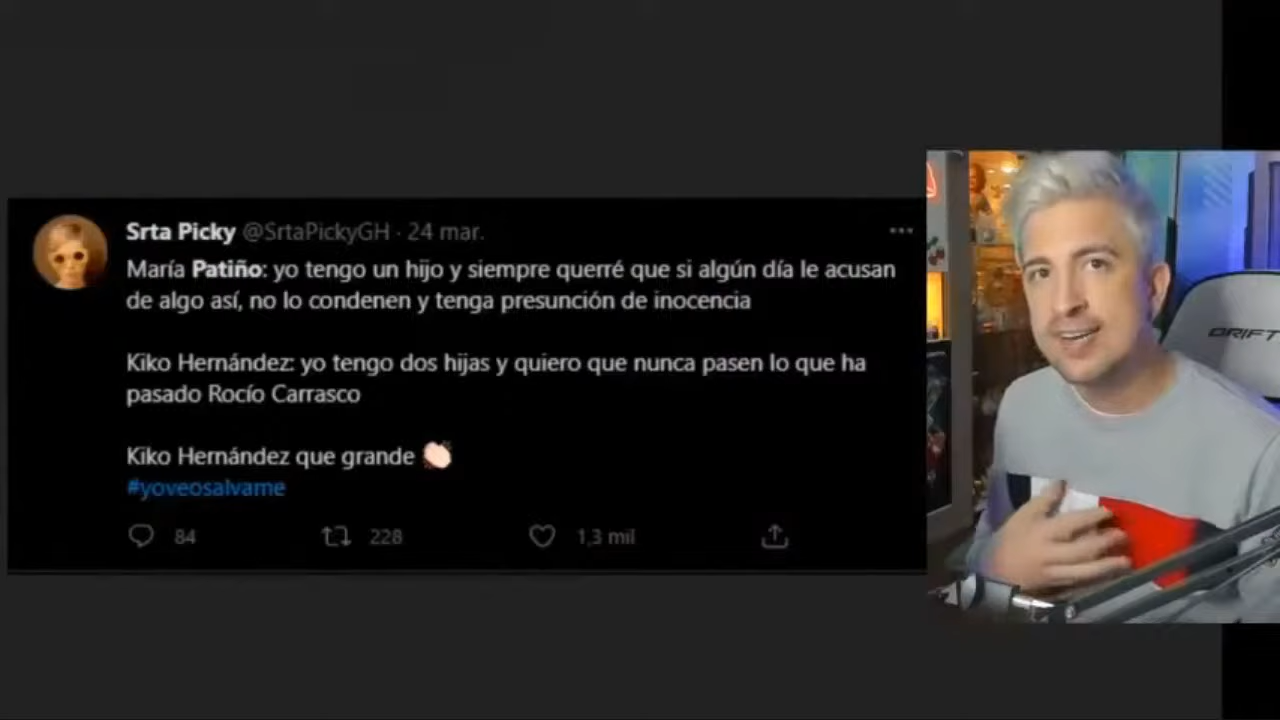 Srta Picky @SrtaPickyGH · 24 mar.
María Patiño: yo tengo un hijo y siempre querré que si algún día le acusan
de algo así, no lo condenen y tenga presunción de inocencia
Kiko Hernández: yo tengo dos hijas y quiero que nunca pasen lo que ha
pasado Rocío Carrasco
Kiko Hernández que grande 👏🏻
#yoveosalvame
84 228 1,3 mil
DRIFT